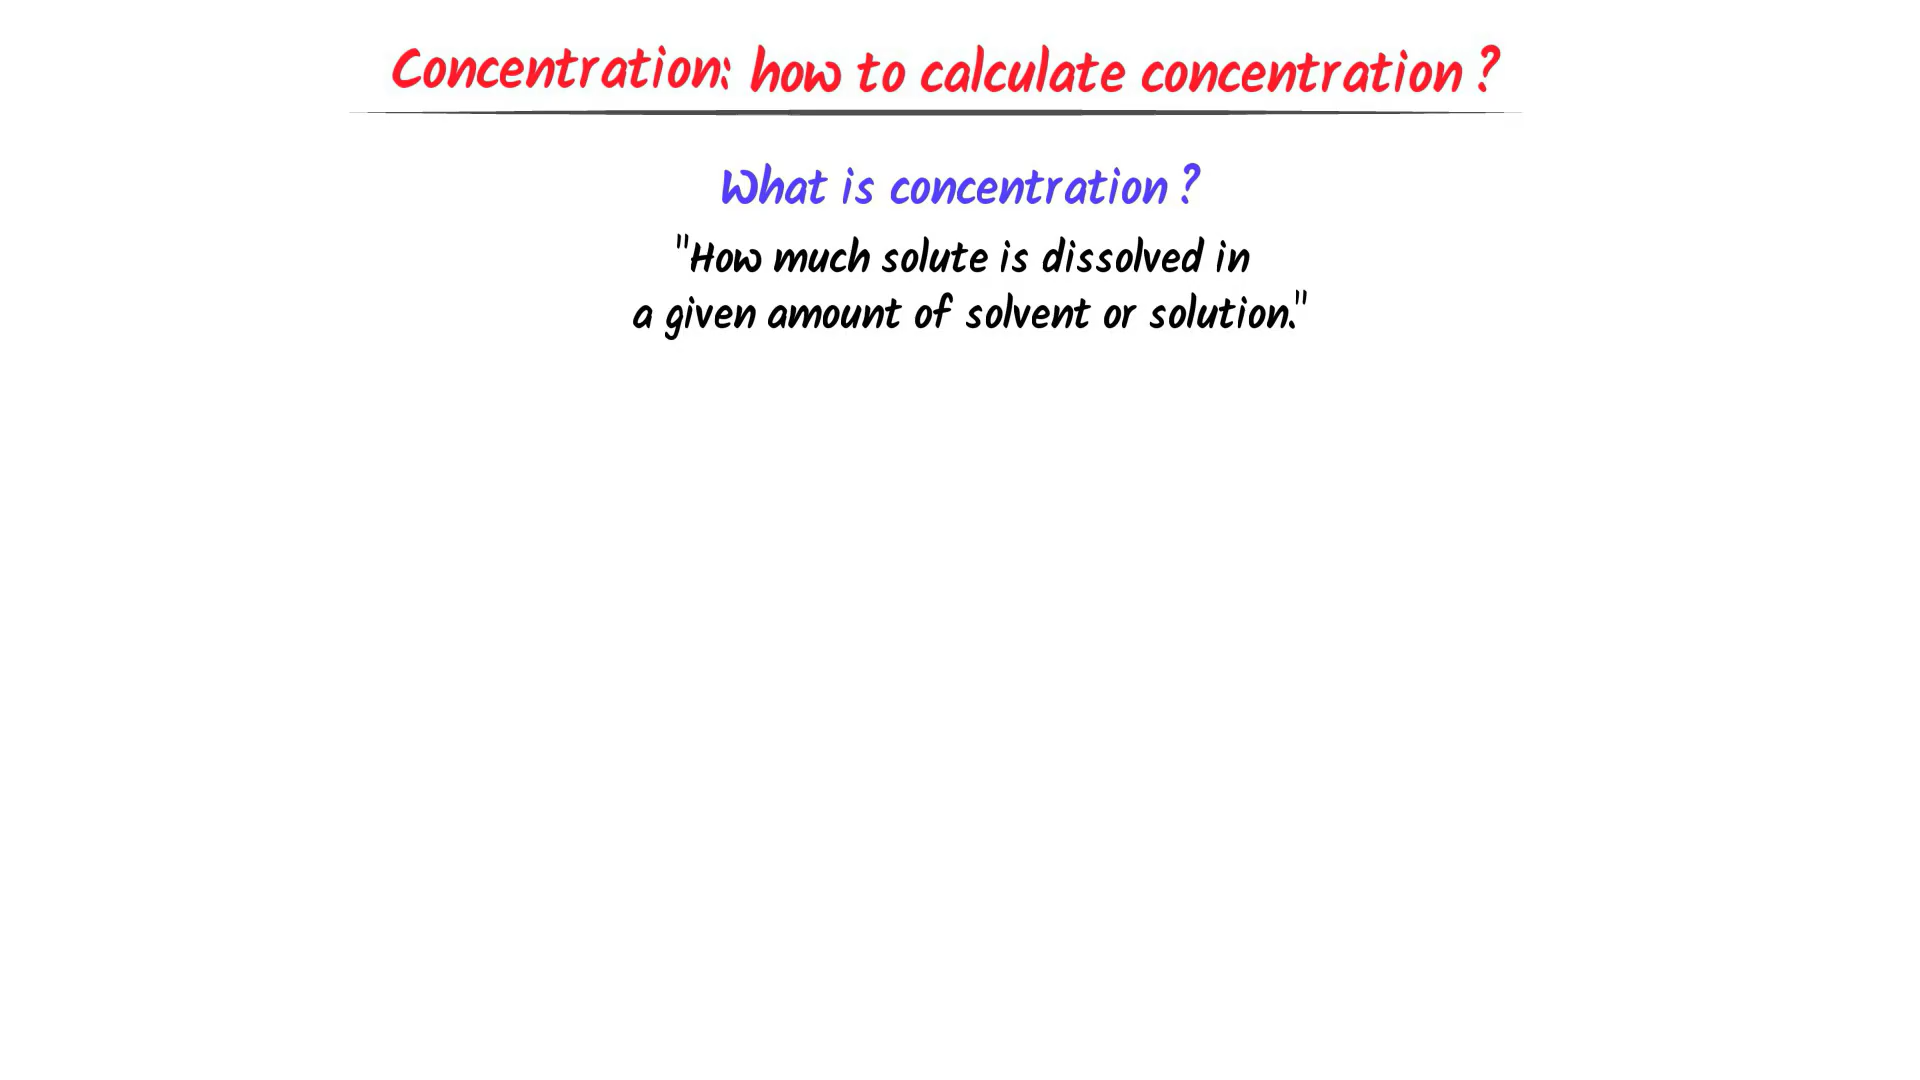 Concentration: how to calculate concentration ?
What is concentration ?
"How much solute is dissolved in
a given amount of solvent or solution."